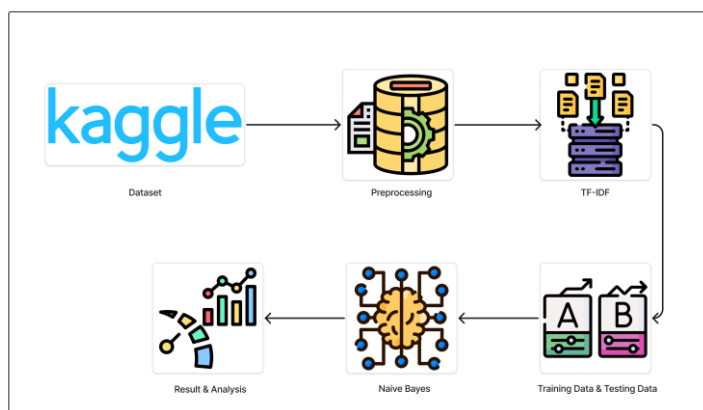 kaggle
Dataset
Preprocessing
TF-IDF
Result & Analysis
Naive Bayes
A B
Training Data & Testing Data